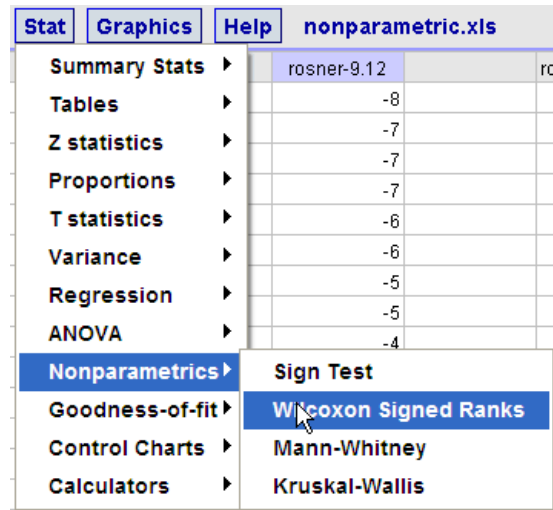 Stat Graphics Help nonparametric.xls
Summary Stats rosner-9.12
Tables -8
Z statistics -7
-7
Proportions -7
T statistics -6
Variance -6
Regression -5
-5
ANOVA -4
Nonparametrics Sign Test
Goodness-of-fit Wilcoxon Signed Ranks
Control Charts Mann-Whitney
Calculators Kruskal-Wallis